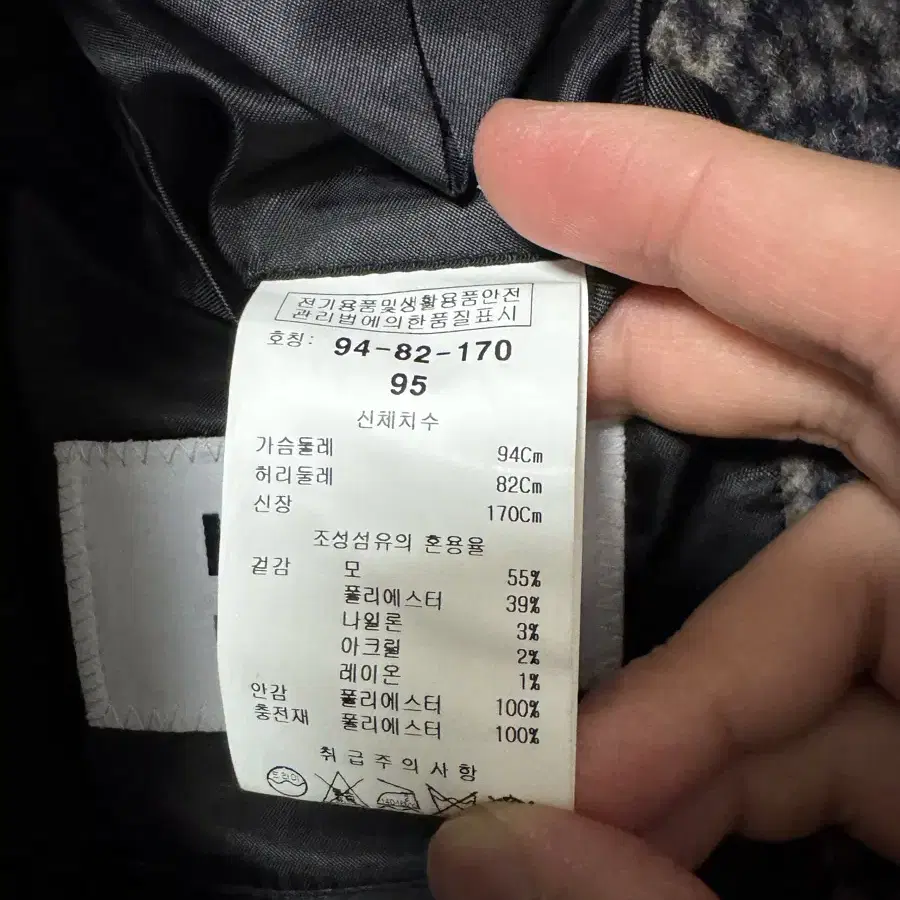 전기용품및생활용품안전
관리법에의한품질표시
호칭: 94-82-170
95
신체치수
가슴둘레 94Cm
허리둘레 82Cm
신장 170Cm
조성섬유의 혼용율
겉감 모 55%
폴리에스터 39%
나일론 3%
아크릴 2%
레이온 1%
안감 폴리에스터 100%
충전재 폴리에스터 100%
취급주의사항
드라이